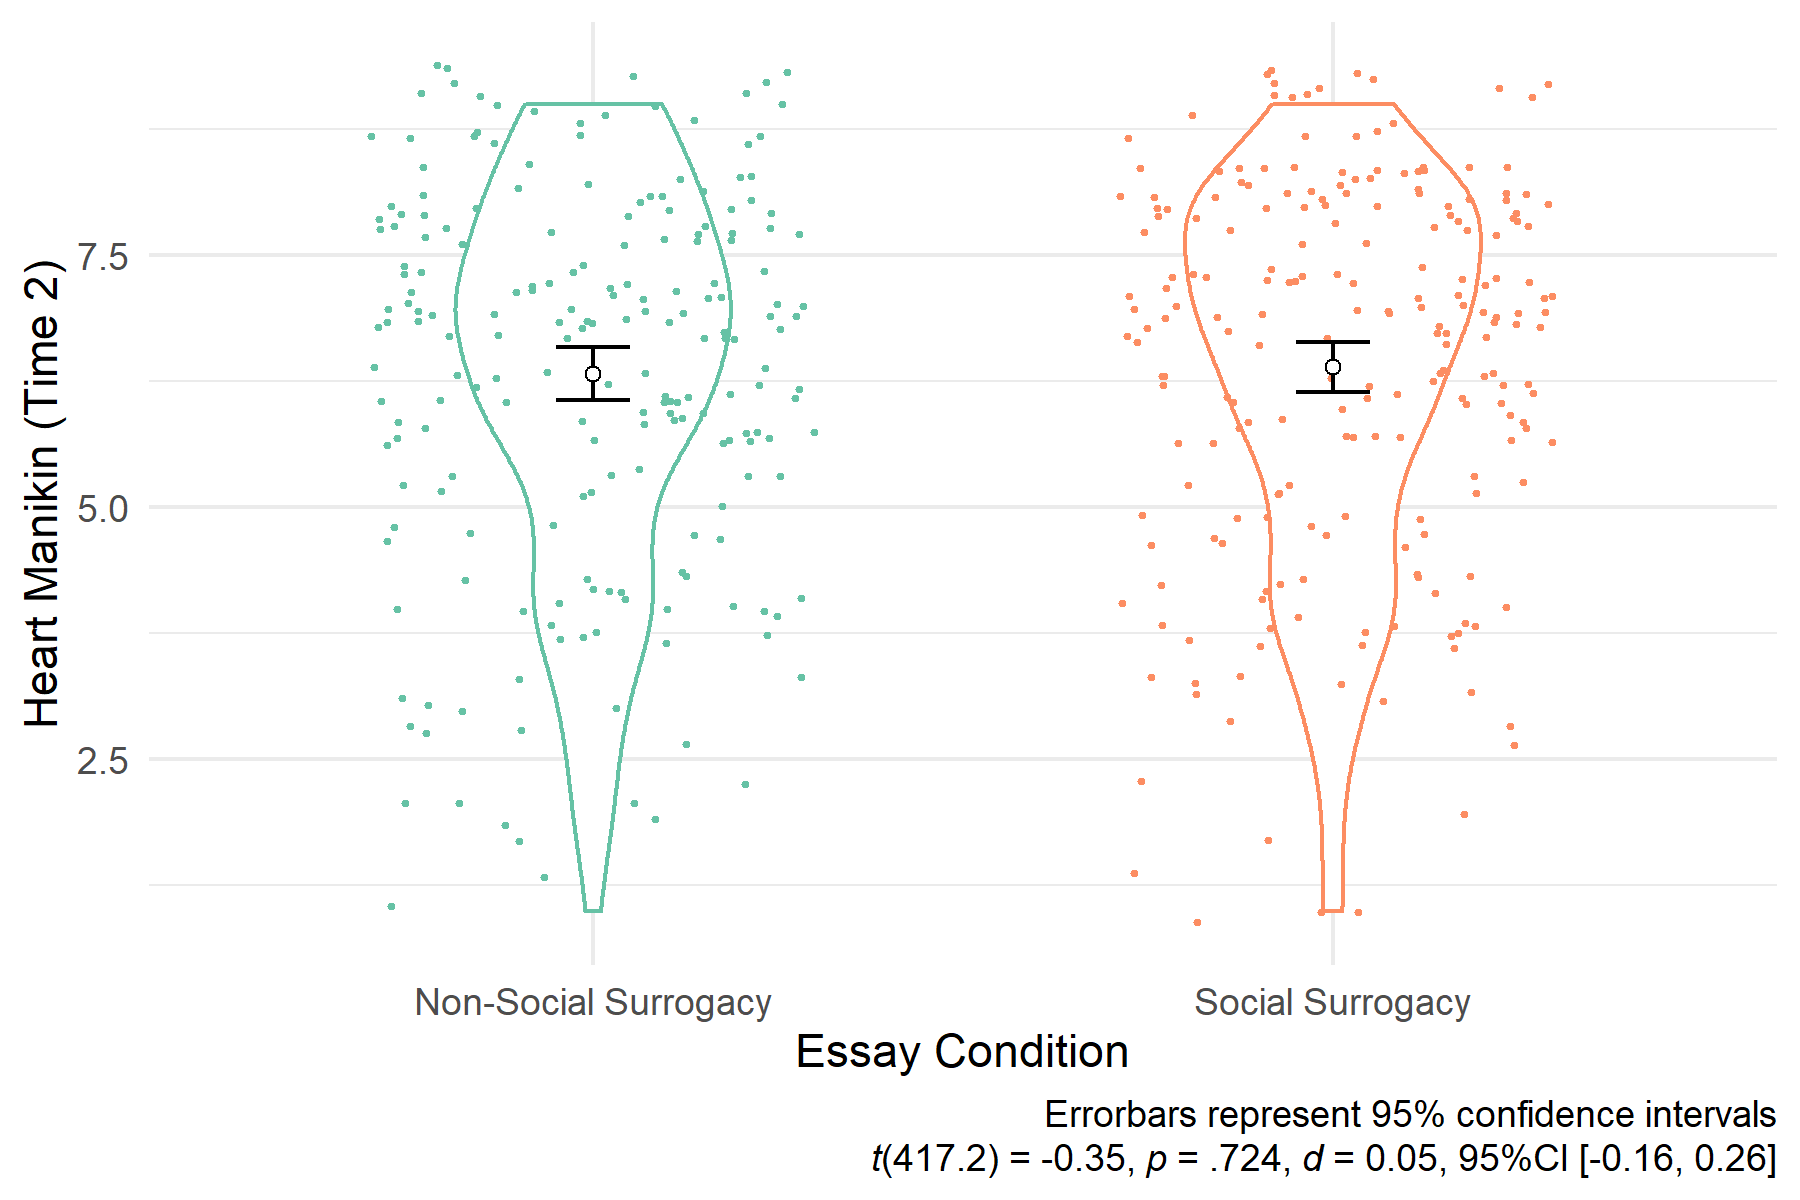 Heart Manikin (Time 2)
7.5
5.0
2.5
Non-Social Surrogacy
Social Surrogacy
Essay Condition
Errorbars represent 95% confidence intervals
t(417.2) = -0.35, p = .724, d = 0.05, 95%CI [-0.16, 0.26]